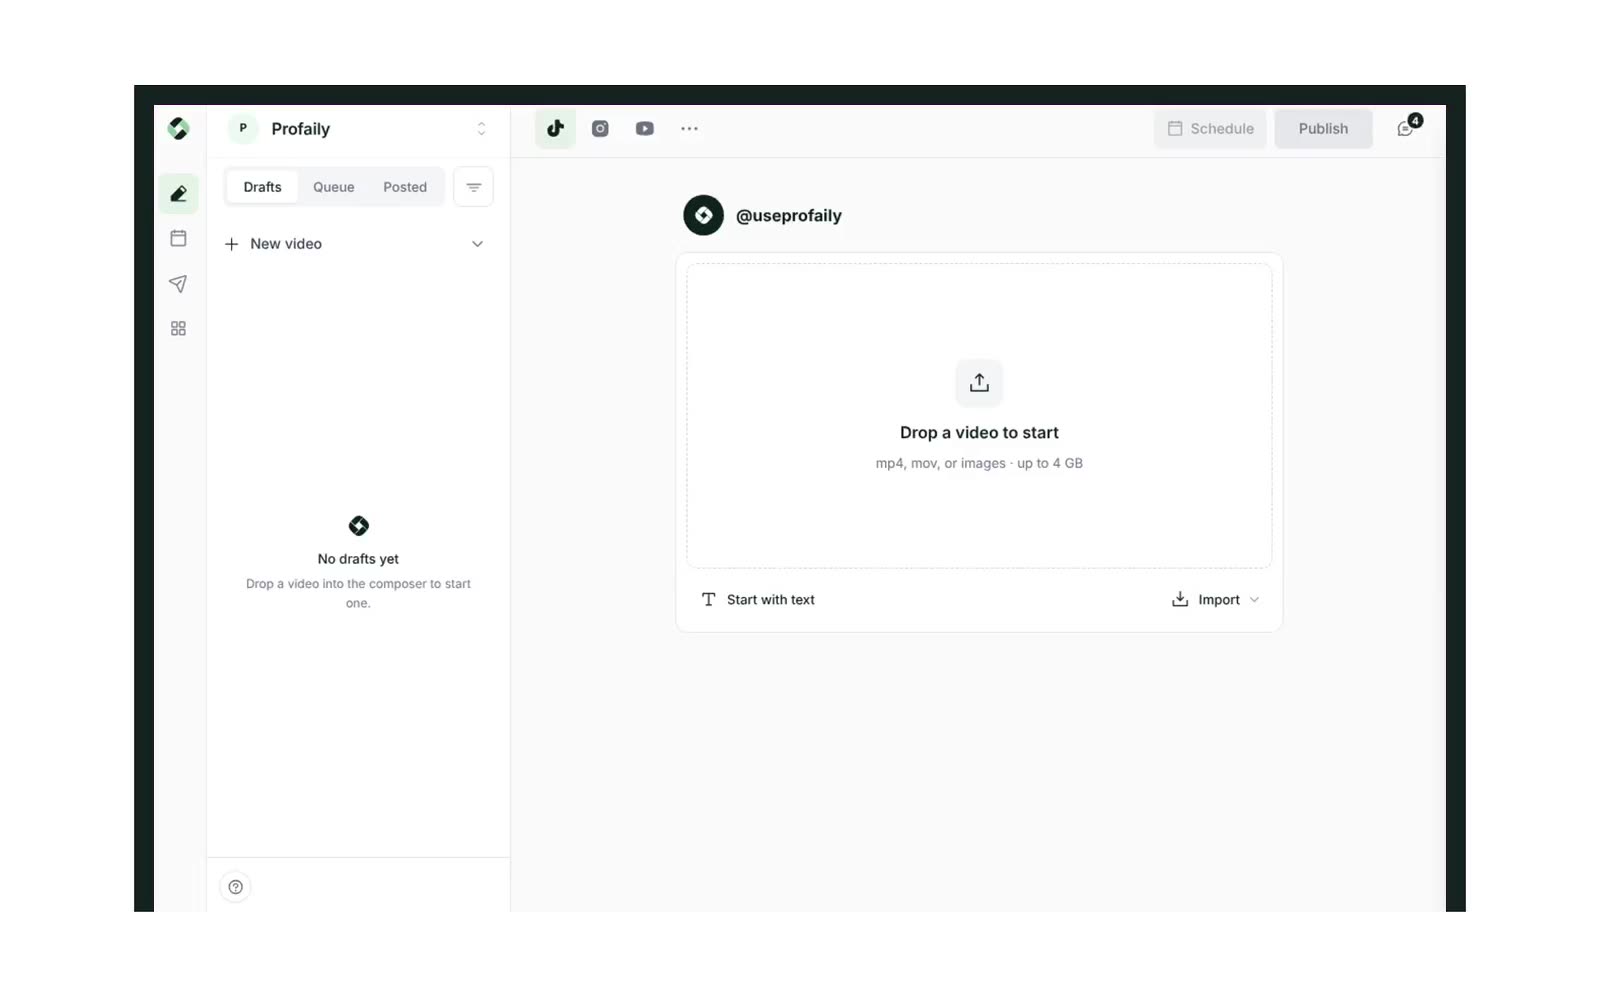 P
Profaily
Schedule
Publish
4
Drafts
Queue
Posted
@useprofaily
New video
Drop a video to start
mp4, mov, or images · up to 4 GB
No drafts yet
Drop a video into the composer to start
one.
Start with text
Import